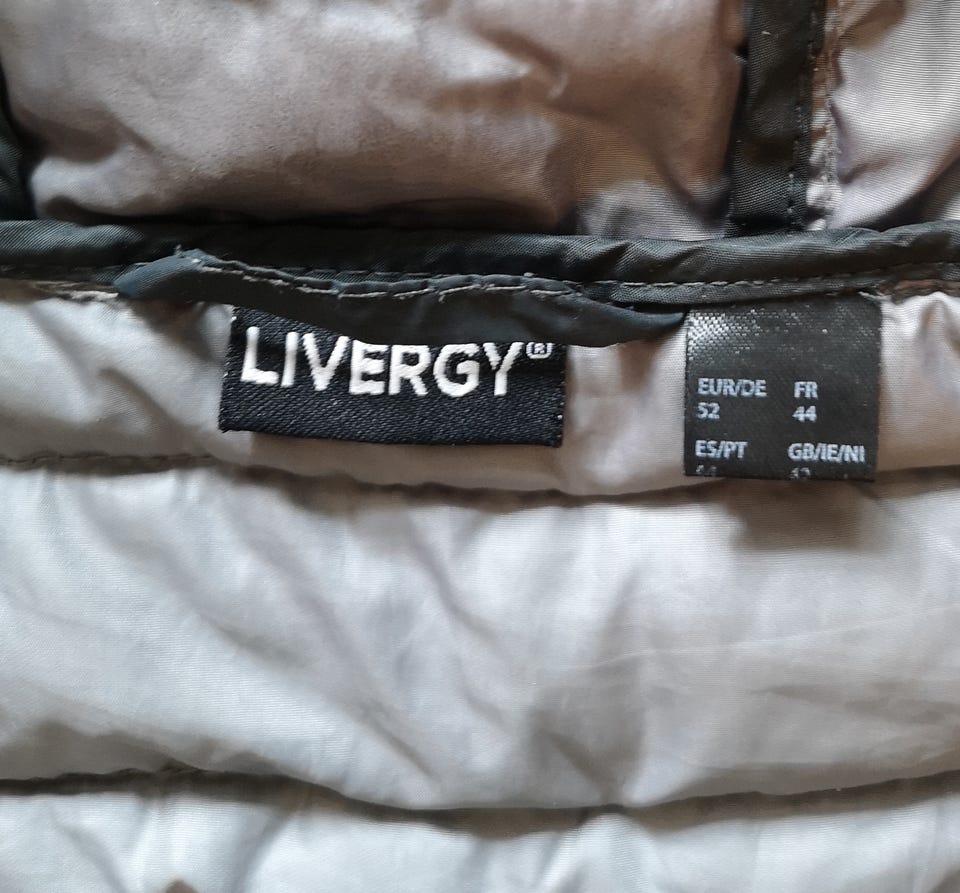 LIVERGY®
EUR/DE FR
52 44
ES/PT GB/IE/NI